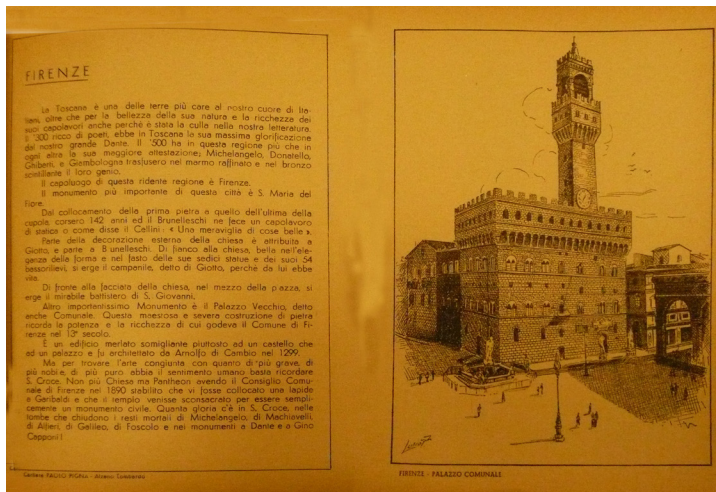 FIRENZE
La Toscana è una delle terre più care al nostro cuore di Ita-
liani, oltre che per la bellezza della sua natura e la ricchezza dei
suoi capolavori anche perchè è stata la culla nella nostra letteratura.
Il '300 ricco di poeti, ebbe in Toscana la sua massima glorificazione
dal nostro grande Dante. Il '500 ha in questa regione più che in
ogni altra la sua maggiore attestazione; Michelangelo, Donatello,
Ghiberti, e Giambologna trasfusero nel marmo raffinato e nel bronzo
scintillante il loro genio.
Il capoluogo di questa ridente regione è Firenze.
Il monumento più importante di questa città è S. Maria del
Fiore.
Dal collocamento della prima pietra a quello dell'ultima della
cupola corsero 142 anni ed il Brunelleschi ne fece un capolavoro
di statica o come disse il Cellini: « Una meraviglia di cose belle ».
Parte della decorazione esterna della chiesa è attribuita a
Giotto, e parte a Brunelleschi. Di fianco alla chiesa, bella nell'ele-
ganza della forma e nel fasto delle sue sedici statue e dei suoi 54
bassorilievi, si erge il campanile, detto di Giotto, perchè da lui ebbe
vita.
Di fronte alla facciata della chiesa, nel mezzo della piazza, si
erge il mirabile battistero di S. Giovanni.
Altro importantissimo Monumento è il Palazzo Vecchio, detto
anche Comunale. Questa maestosa e severa costruzione di pietra
ricorda la potenza e la ricchezza di cui godeva il Comune di Fi-
renze nel 13° secolo.
È un edificio merlato somigliante piuttosto ad un castello che
ad un palazzo e fu architettato da Arnolfo di Cambio nel 1299.
Ma per trovare l'arte congiunta con quanto di più grave, di
più nobile, di più puro abbia il sentimento umano basta ricordare
S. Croce. Non più Chiesa ma Pantheon avendo il Consiglio Comu-
nale di Firenze nel 1890 stabilito che vi fosse collocato una lapide
a Garibaldi e che il tempio venisse sconsacrato per essere sempli-
cemente un monumento civile. Quanta gloria c'è in S. Croce, nelle
tombe che chiudono i resti mortali di Michelangelo, di Machiavelli,
di Alfieri, di Galileo, di Foscolo e nei monumenti a Dante e a Gino
Capponi!
Cartiere PAOLO PIGNA - Alzano Lombardo
FIRENZE - PALAZZO COMUNALE